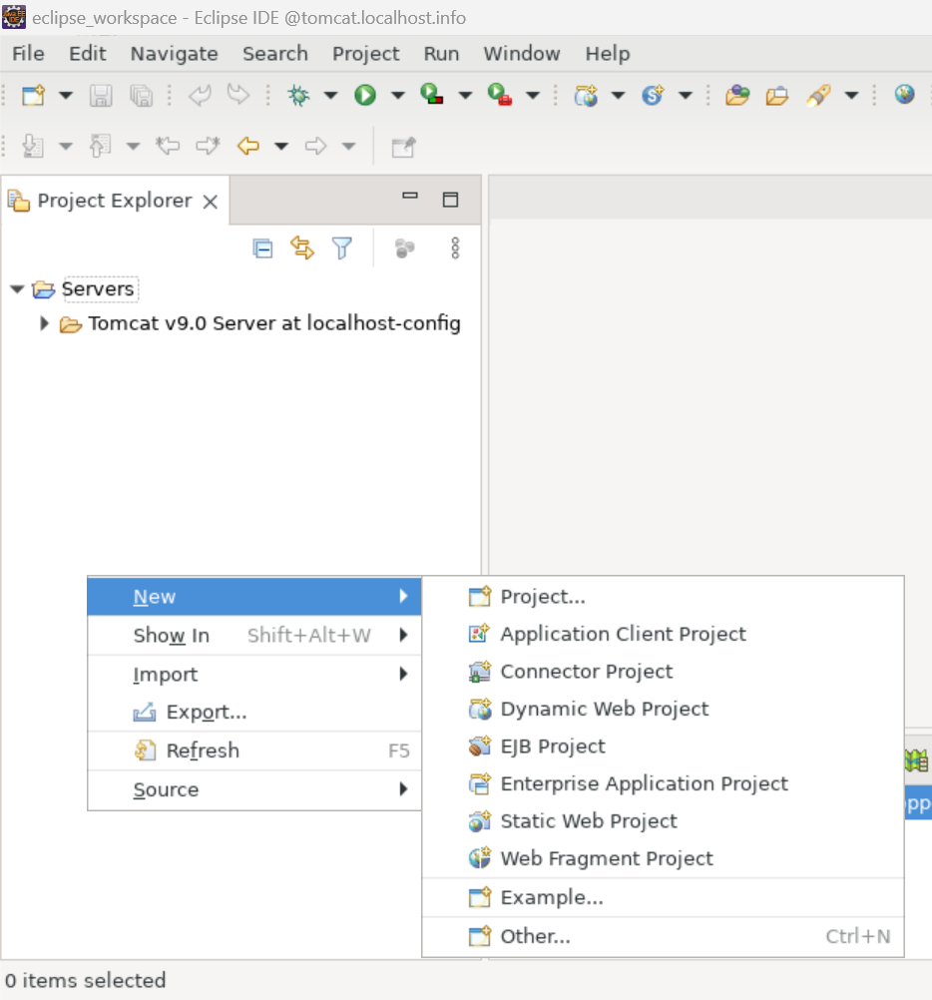 eclipse_workspace - Eclipse IDE @tomcat.localhost.info
File Edit Navigate Search Project Run Window Help
Project Explorer
Servers
Tomcat v9.0 Server at localhost-config
New
Show In Shift+Alt+W
Import
Export...
Refresh F5
Source
Project...
Application Client Project
Connector Project
Dynamic Web Project
EJB Project
Enterprise Application Project
Static Web Project
Web Fragment Project
Example...
Other... Ctrl+N
0 items selected